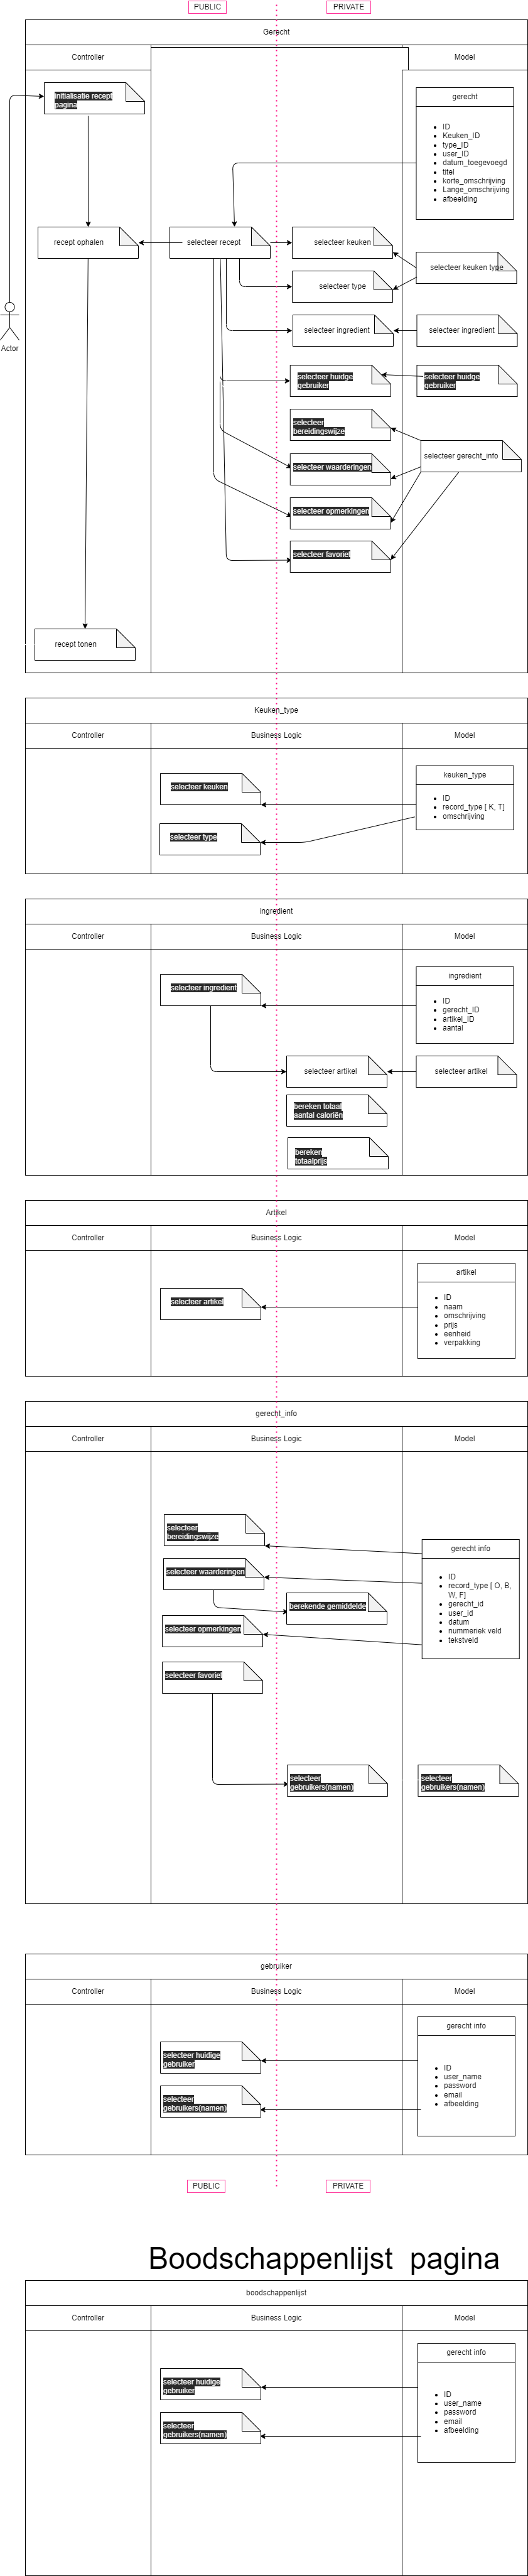 PUBLIC
PRIVATE
Gerecht
Controller
Model
initialisatie recept
pagina
gerecht
ID
Keuken_ID
type_ID
user_ID
datum_toegevoegd
titel
korte_omschrijving
Lange_omschrijving
afbeelding
recept ophalen
selecteer recept
selecteer keuken
selecteer keuken type
selecteer type
selecteer ingredient
selecteer ingredient
Actor
selecteer huidge
gebruiker
selecteer huidge
gebruiker
selecteer
bereidingswijze
selecteer gerecht_info
selecteer waarderingen
selecteer opmerkingen
selecteer favoriet
recept tonen
Keuken_type
Controller
Business Logic
Model
selecteer keuken
keuken_type
ID
record_type [ K, T]
omschrijving
selecteer type
ingredient
Controller
Business Logic
Model
selecteer ingredient
ingredient
ID
gerecht_ID
artikel_ID
aantal
selecteer artikel
selecteer artikel
bereken totaal
aantal caloriën
bereken
totaalprijs
Artikel
Controller
Business Logic
Model
selecteer artikel
artikel
ID
naam
omschrijving
prijs
eenheid
verpakking
gerecht_info
Controller
Business Logic
Model
selecteer
bereidingswijze
selecteer waarderingen
berekende gemiddelde
selecteer opmerkingen
selecteer favoriet
gerecht info
ID
record_type [ O, B,
W, F]
gerecht_id
user_id
datum
nummeriek veld
tekstveld
selecteer
gebruikers(namen)
selecteer
gebruikers(namen)
gebruiker
Controller
Business Logic
Model
selecteer huidige
gebruiker
selecteer
gebruikers(namen)
gerecht info
ID
user_name
password
email
afbeelding
PUBLIC
PRIVATE
Boodschappenlijst pagina
boodschappenlijst
Controller
Business Logic
Model
selecteer huidige
gebruiker
selecteer
gebruikers(namen)
gerecht info
ID
user_name
password
email
afbeelding